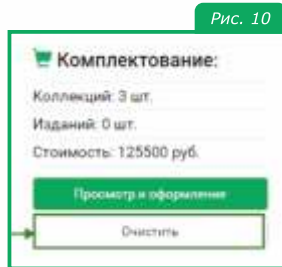 Рис. 10
Комплектование:
Коллекций: 3 шт.
Изданий: 0 шт.
Стоимость: 125500 руб.
Просмотр и оформление
Очистить